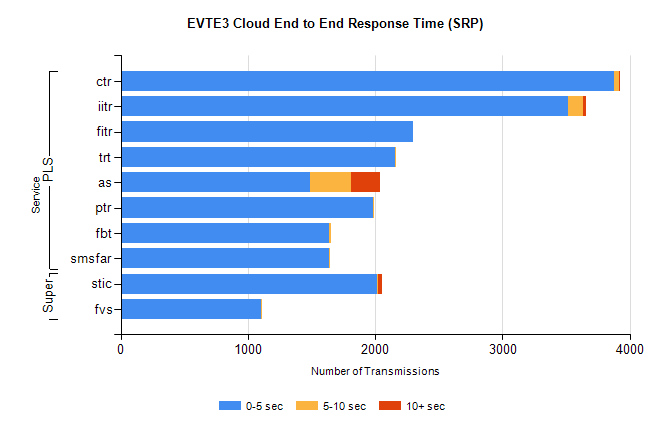 EVTE3 Cloud End to End Response Time (SRP)
Service
PLS
Super
ctr
iitr
fitr
trt
as
ptr
fbt
smsfar
stic
fvs
0 1000 2000 3000 4000
Number of Transmissions
0-5 sec 5-10 sec 10+ sec